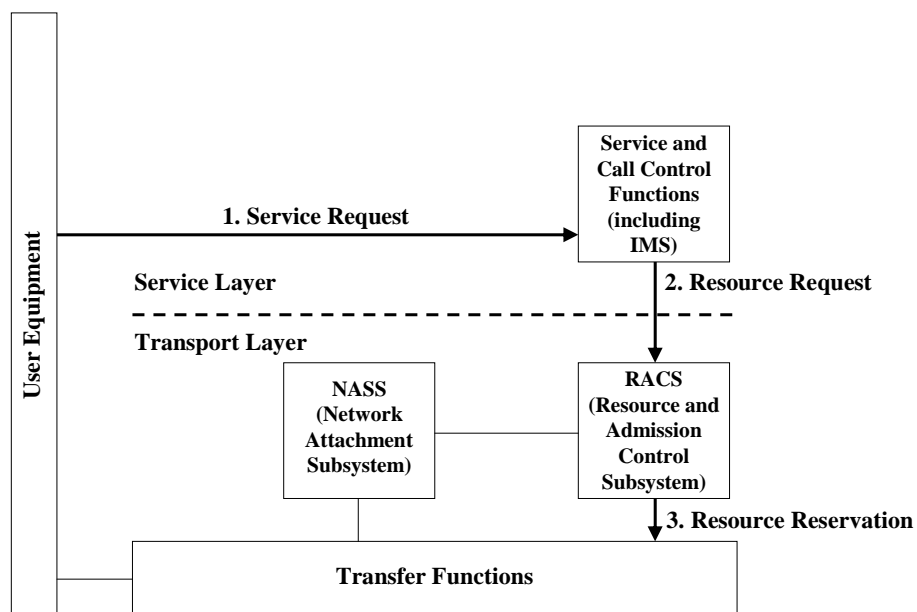 User Equipment
Service and
Call Control
Functions
(including
IMS)
1. Service Request
Service Layer
2. Resource Request
Transport Layer
NASS
(Network
Attachment
Subsystem)
RACS
(Resource and
Admission
Control
Subsystem)
3. Resource Reservation
Transfer Functions